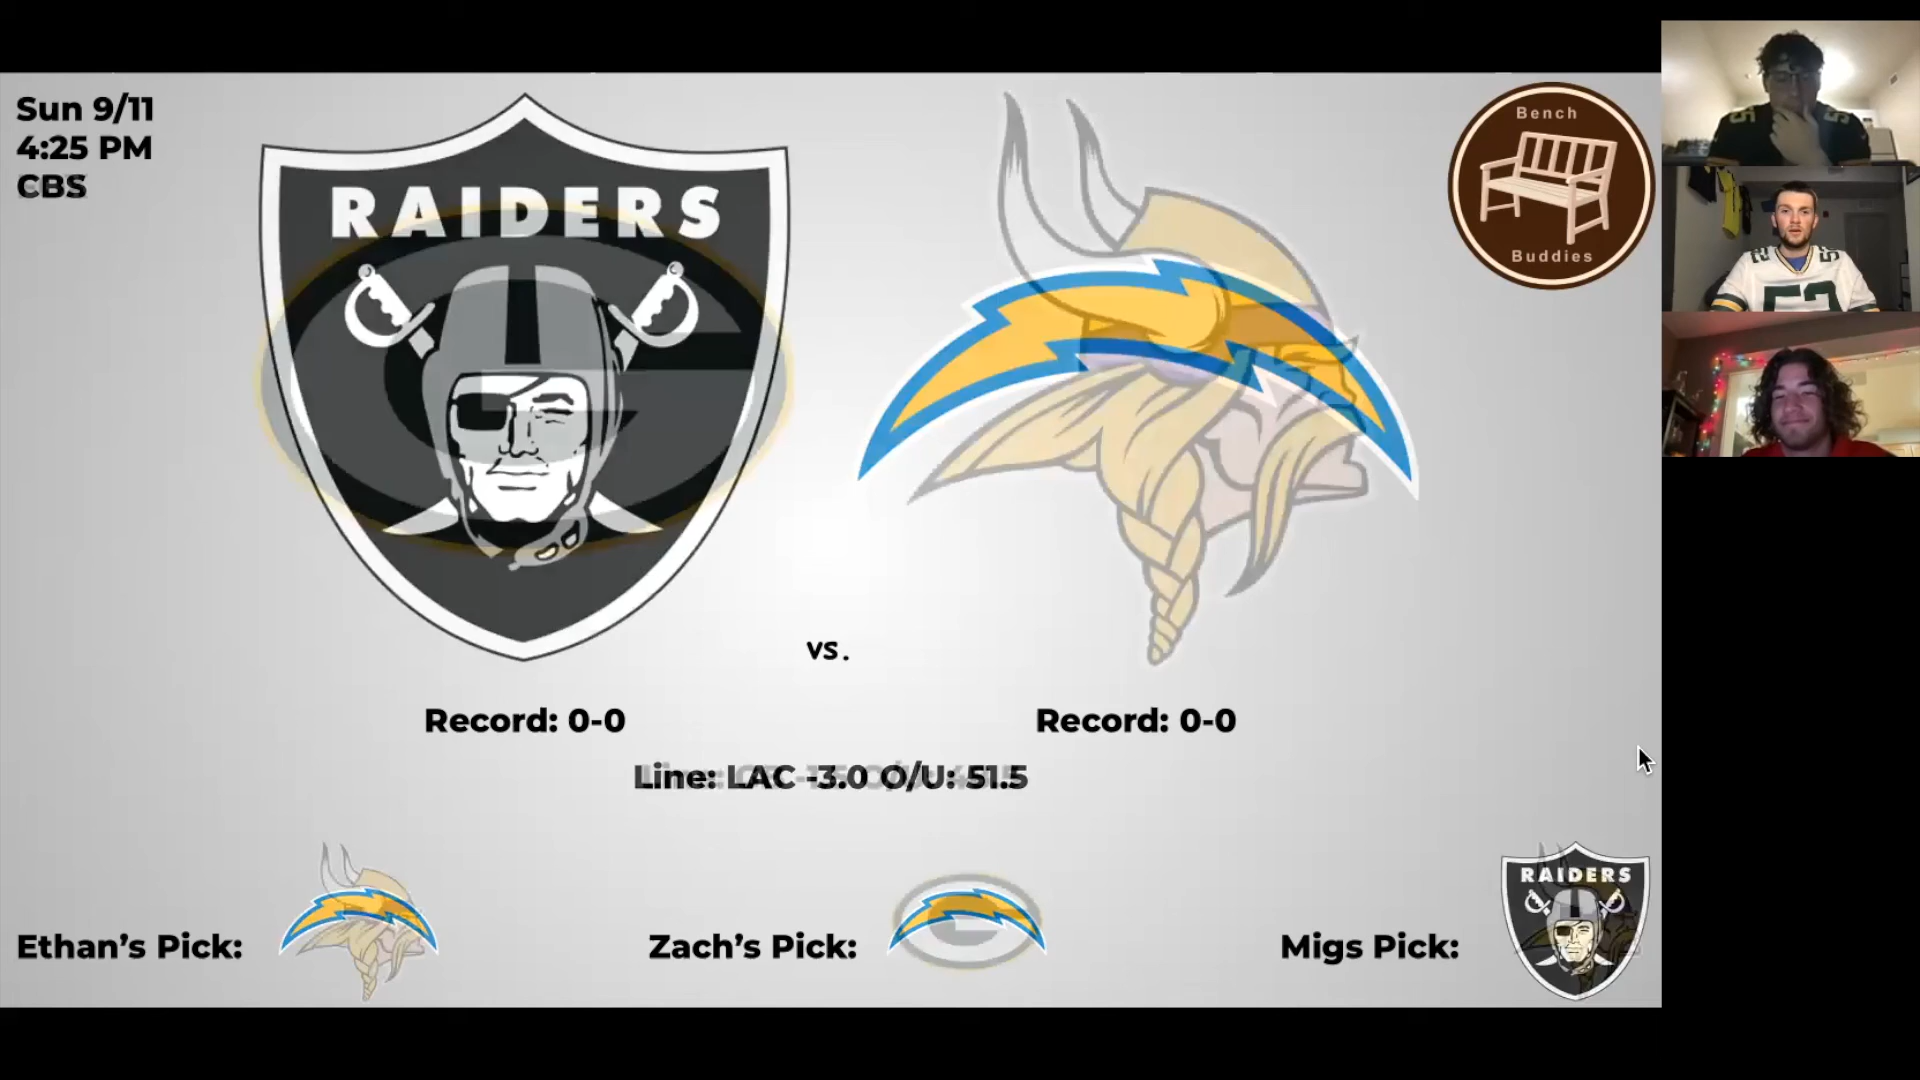 Sun 9/11
4:25 PM
CBS
RAIDERS
Bench
Buddies
vs.
Record: 0-0
Record: 0-0
Line: LAC -3.0 O/U: 51.5
Ethan’s Pick:
Zach’s Pick:
Migs Pick:
RAIDERS
52